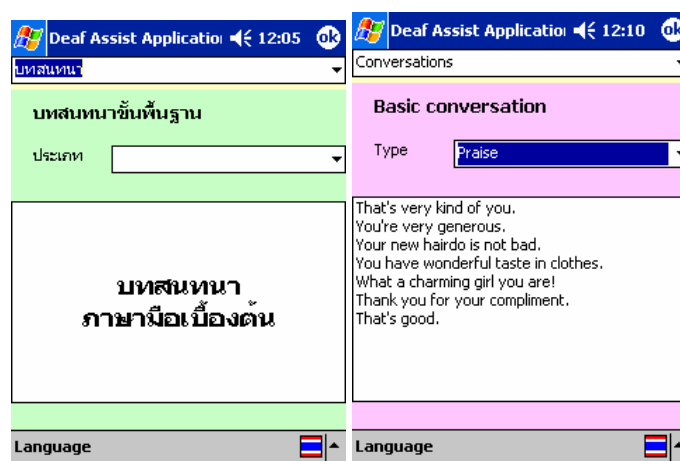 Deaf Assist Applicatio 12:05 ok
บทสนทนา
บทสนทนาขั้นพื้นฐาน
ประเภท
บทสนทนา
ภาษามือเบื้องต้น
Language
Deaf Assist Applicatio 12:10 ok
Conversations
Basic conversation
Type Praise
That's very kind of you.
You're very generous.
Your new hairdo is not bad.
You have wonderful taste in clothes.
What a charming girl you are!
Thank you for your compliment.
That's good.
Language